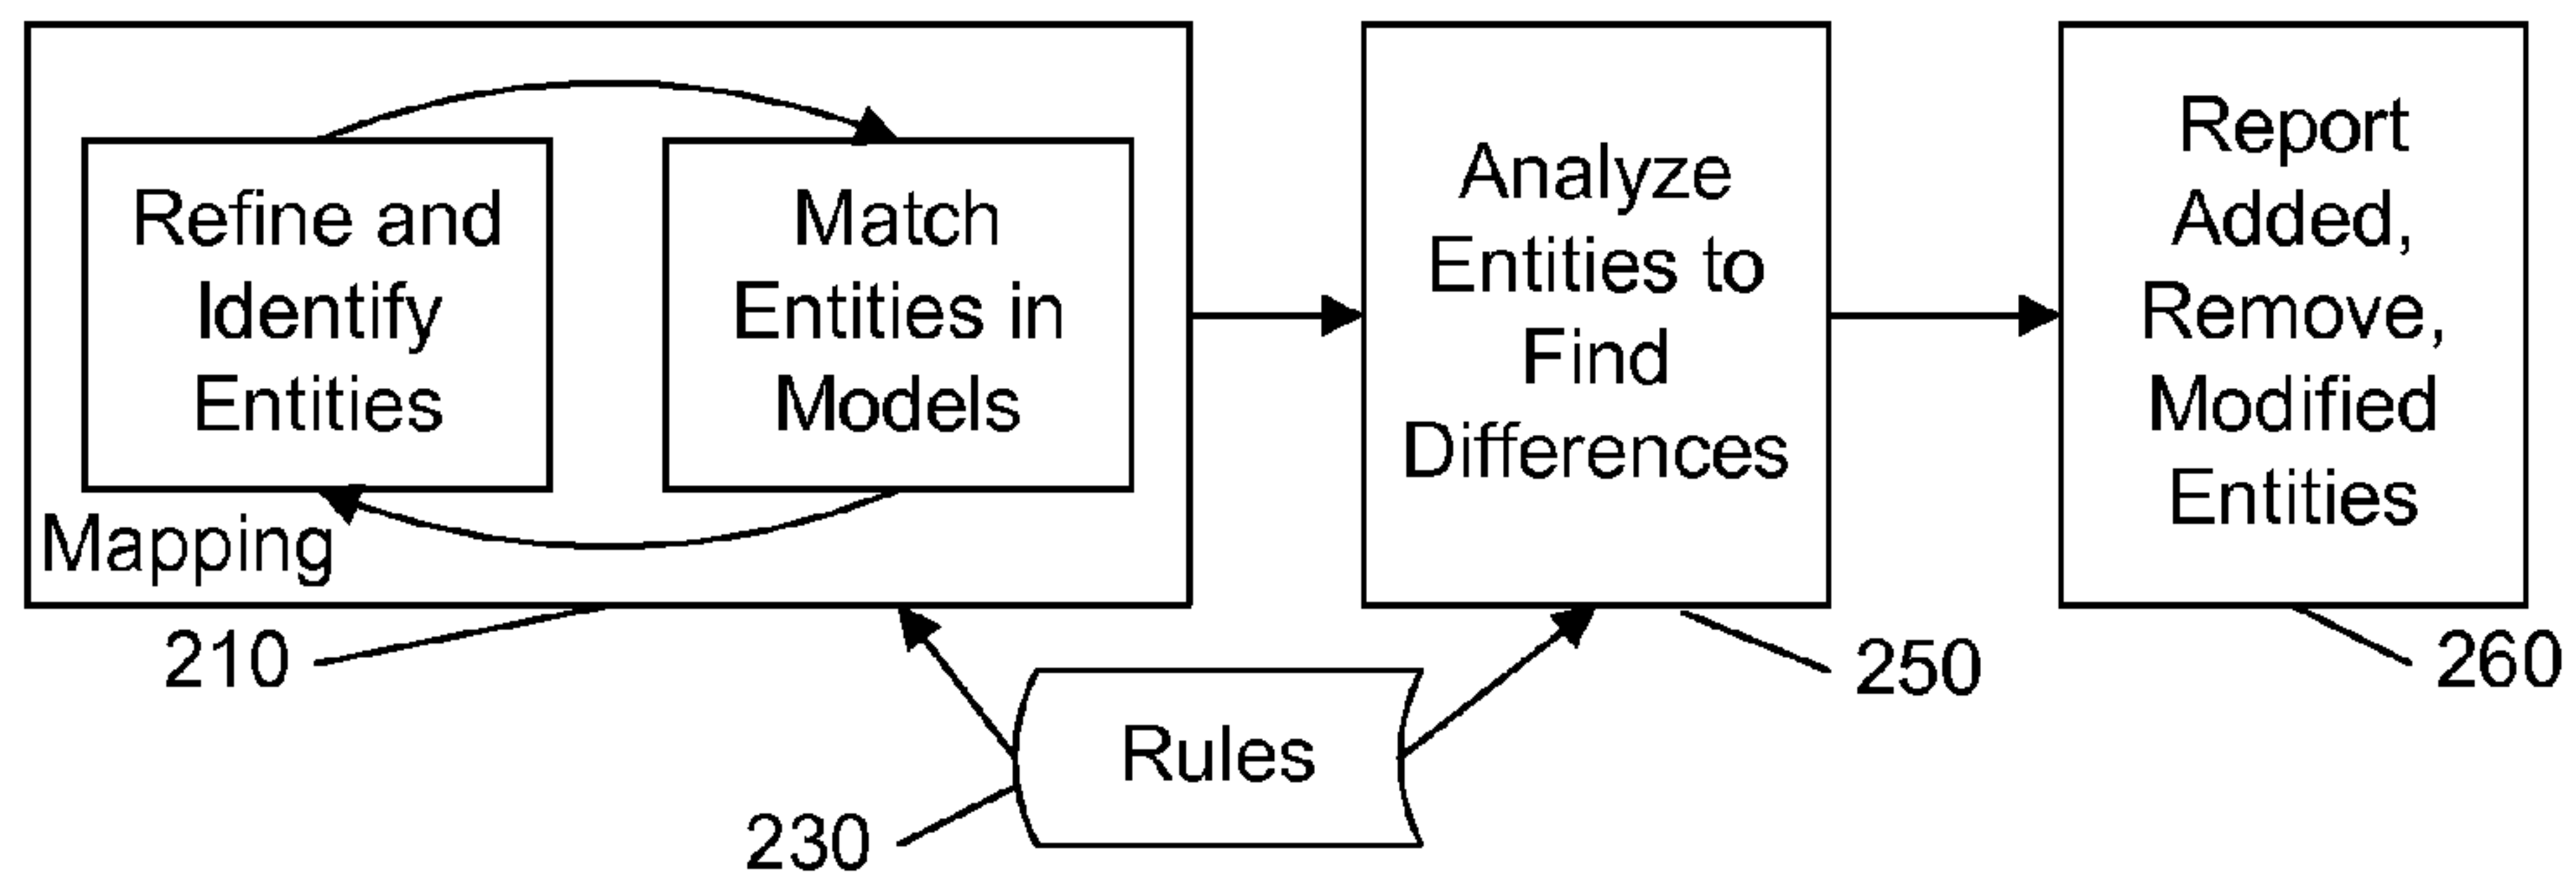 Refine and
Identify
Entities
Match
Entities in
Models
Mapping
Analyze
Entities to
Find
Differences
Report
Added,
Remove,
Modified
Entities
210
250
260
Rules
230